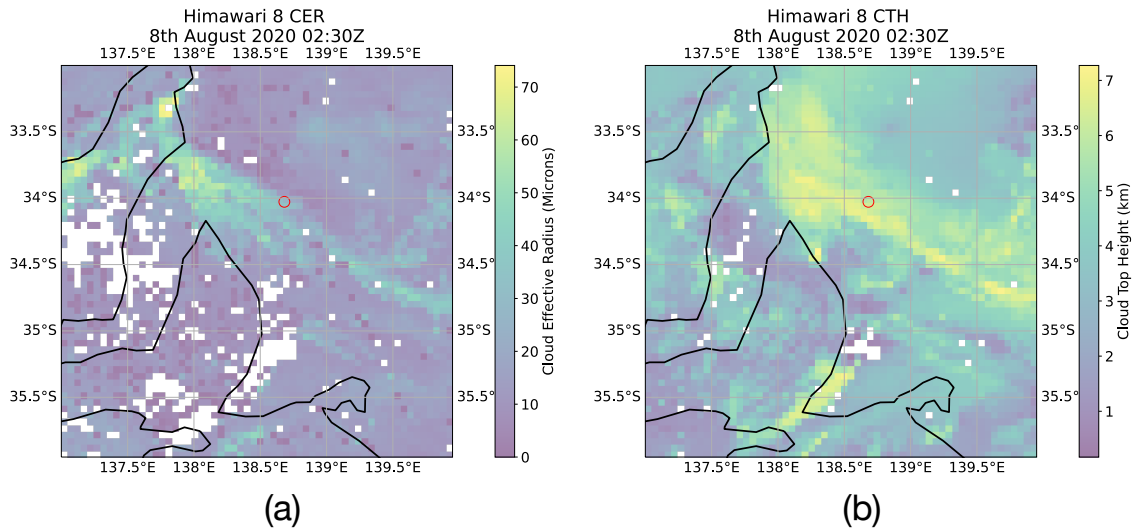 Himawari 8 CER
8th August 2020 02:30Z
137.5°E 138°E 138.5°E 139°E 139.5°E
33.5°S
34°S
34.5°S
35°S
35.5°S
33.5°S
34°S
34.5°S
35°S
35.5°S
137.5°E 138°E 138.5°E 139°E 139.5°E
70
60
50
40
30
20
10
0
Cloud Effective Radius (Microns)
(a)
Himawari 8 CTH
8th August 2020 02:30Z
137.5°E 138°E 138.5°E 139°E 139.5°E
33.5°S
34°S
34.5°S
35°S
35.5°S
33.5°S
34°S
34.5°S
35°S
35.5°S
137.5°E 138°E 138.5°E 139°E 139.5°E
7
6
5
4
3
2
1
Cloud Top Height (km)
(b)